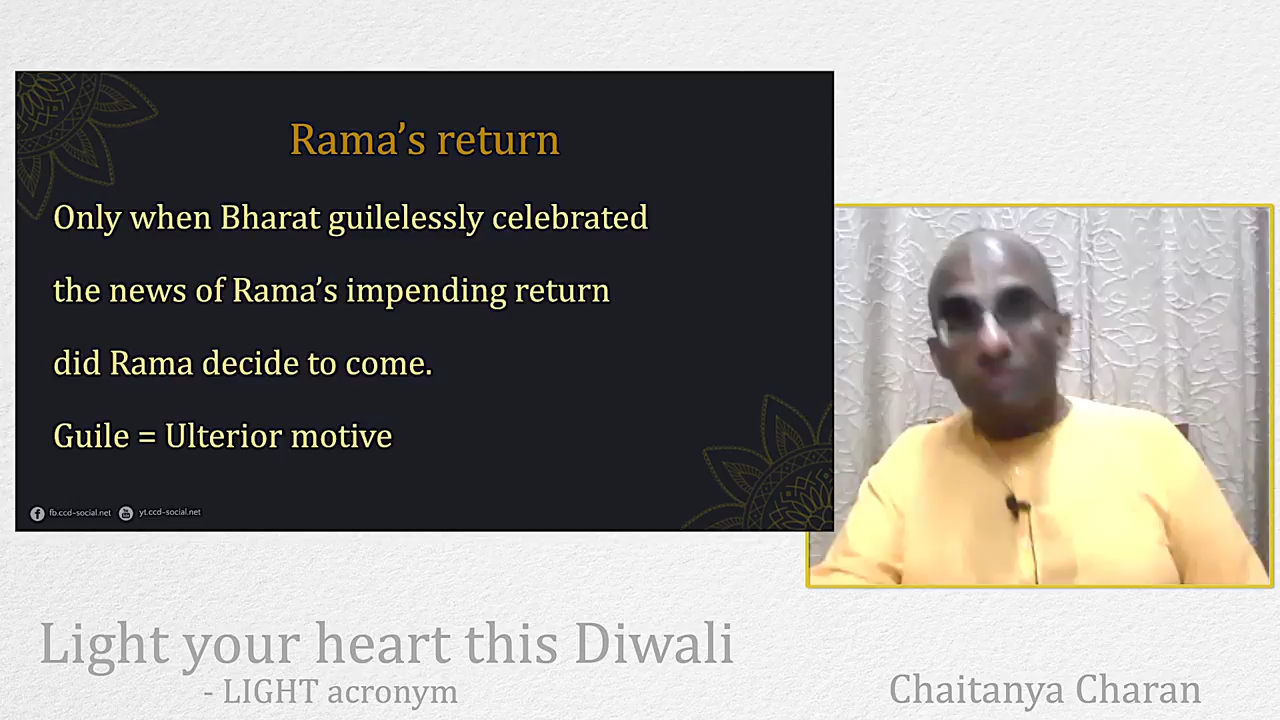 Rama’s return
Only when Bharat guilelessly celebrated
the news of Rama’s impending return
did Rama decide to come.
Guile = Ulterior motive
fb.ccd-social.net yt.ccd-social.net
Light your heart this Diwali
- LIGHT acronym
Chaitanya Charan